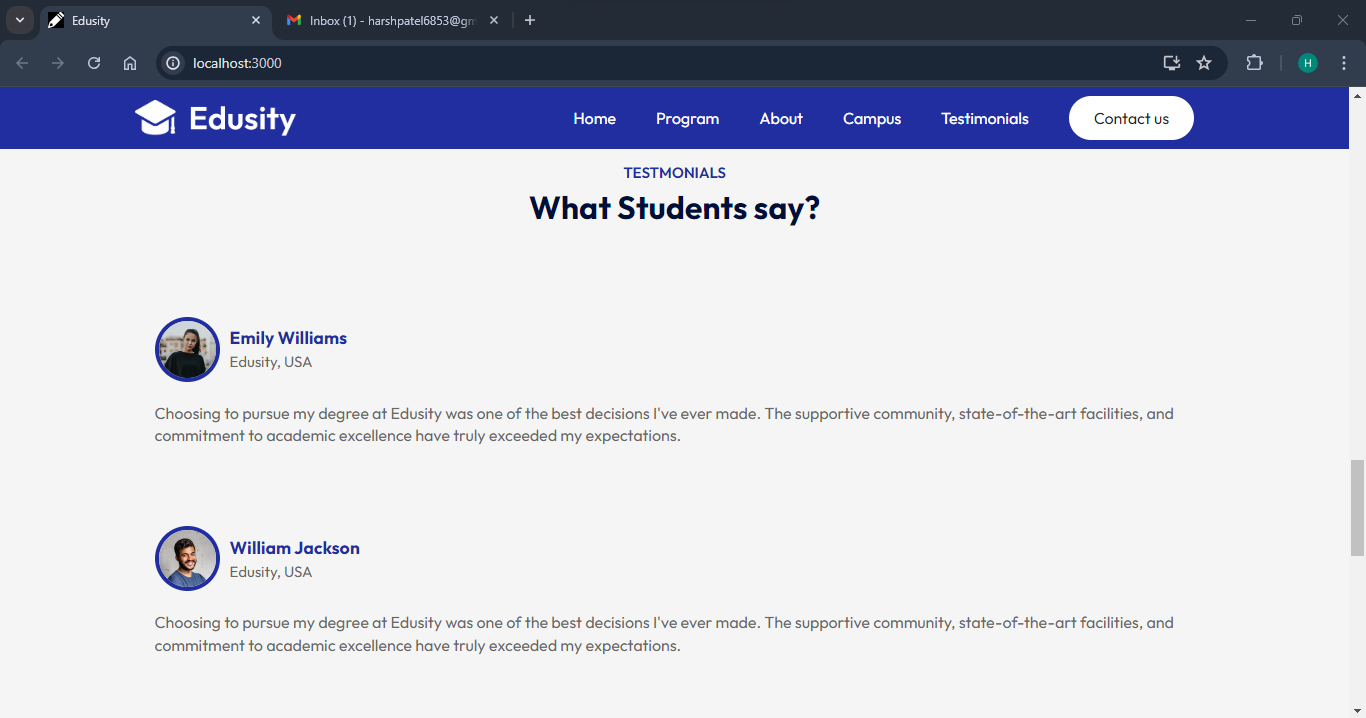 Edusity
Inbox (1) - harshpatel6853@gm
localhost:3000
H
Edusity
Home Program About Campus Testimonials Contact us
TESTMONIALS
What Students say?
Emily Williams
Edusity, USA
Choosing to pursue my degree at Edusity was one of the best decisions I've ever made. The supportive community, state-of-the-art facilities, and
commitment to academic excellence have truly exceeded my expectations.
William Jackson
Edusity, USA
Choosing to pursue my degree at Edusity was one of the best decisions I've ever made. The supportive community, state-of-the-art facilities, and
commitment to academic excellence have truly exceeded my expectations.